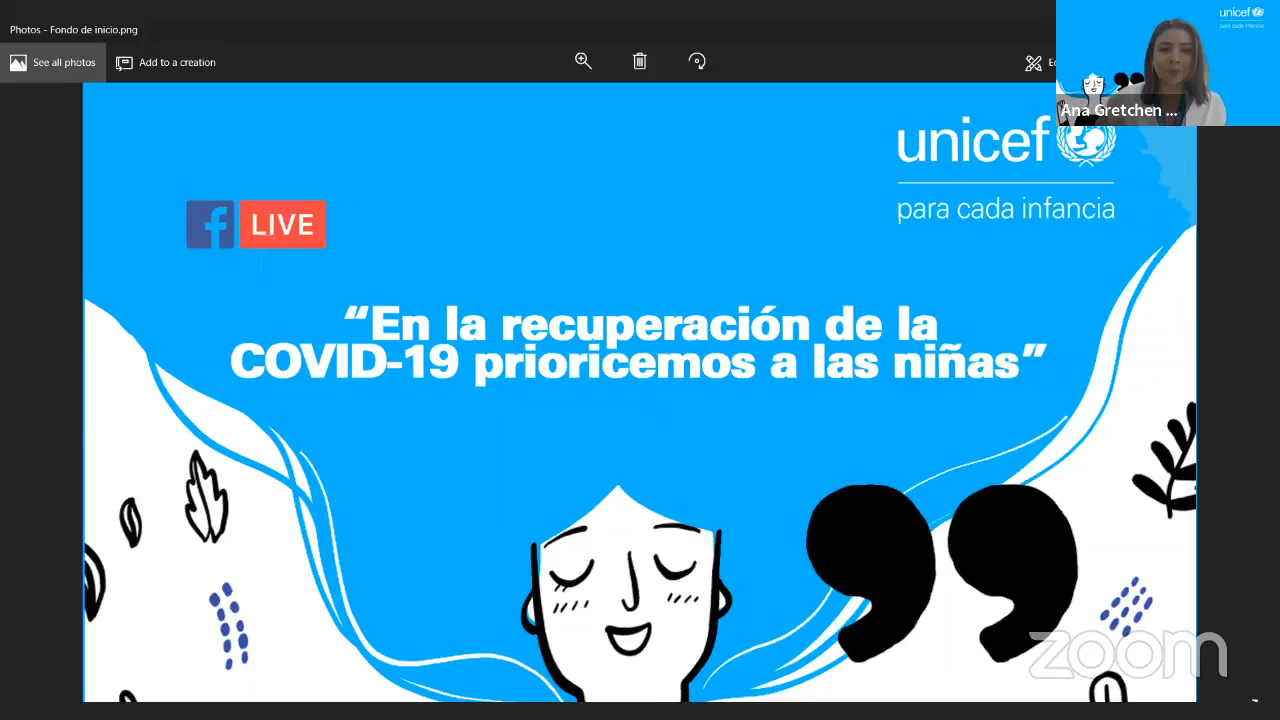 Photos - Fondo de inicio.png
See all photos
Add to a creation
unicef
para cada infancia
Ana Gretchen ...
unicef
para cada infancia
f LIVE
“En la recuperación de la
COVID-19 prioricemos a las niñas”
zoom